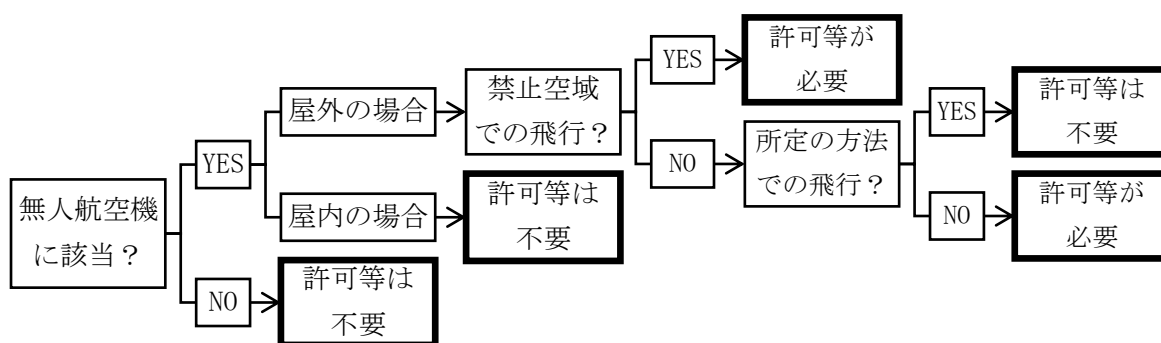 無人航空機
に該当？
YES
屋外の場合
禁止空域
での飛行？
YES
許可等が
必要
NO
所定の方法
での飛行？
YES
許可等は
不要
NO
許可等が
必要
屋内の場合
許可等は
不要
NO
許可等は
不要